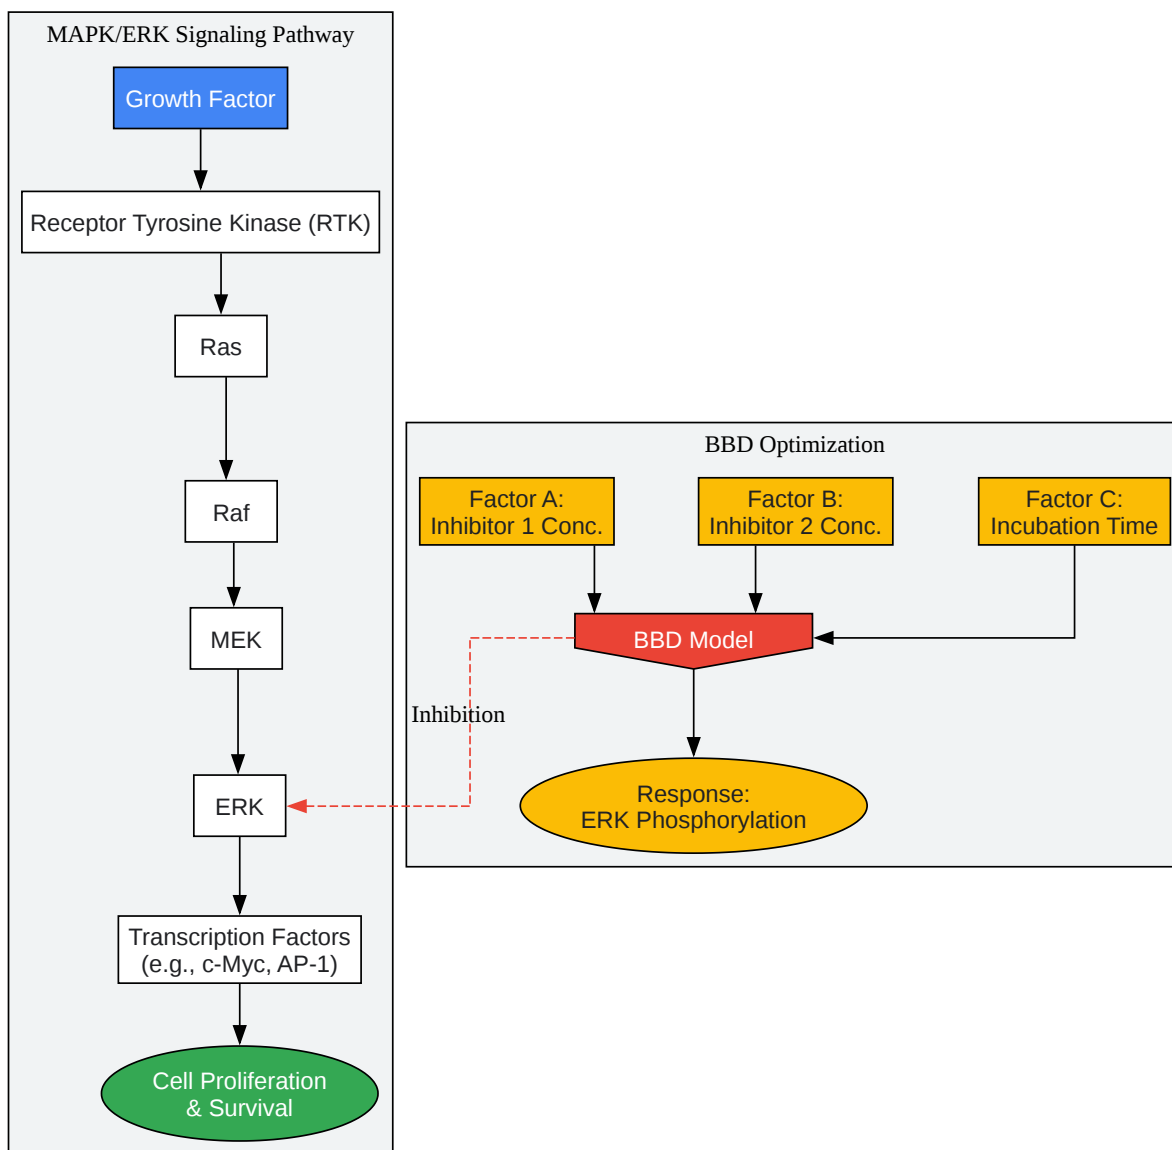 MAPK/ERK Signaling Pathway
Growth Factor
Receptor Tyrosine Kinase (RTK)
Ras
Raf
MEK
ERK
Transcription Factors
(e.g., c-Myc, AP-1)
Cell Proliferation
& Survival
BBD Optimization
Factor A:
Inhibitor 1 Conc.
Factor B:
Inhibitor 2 Conc.
Factor C:
Incubation Time
BBD Model
Inhibition
Response:
ERK Phosphorylation